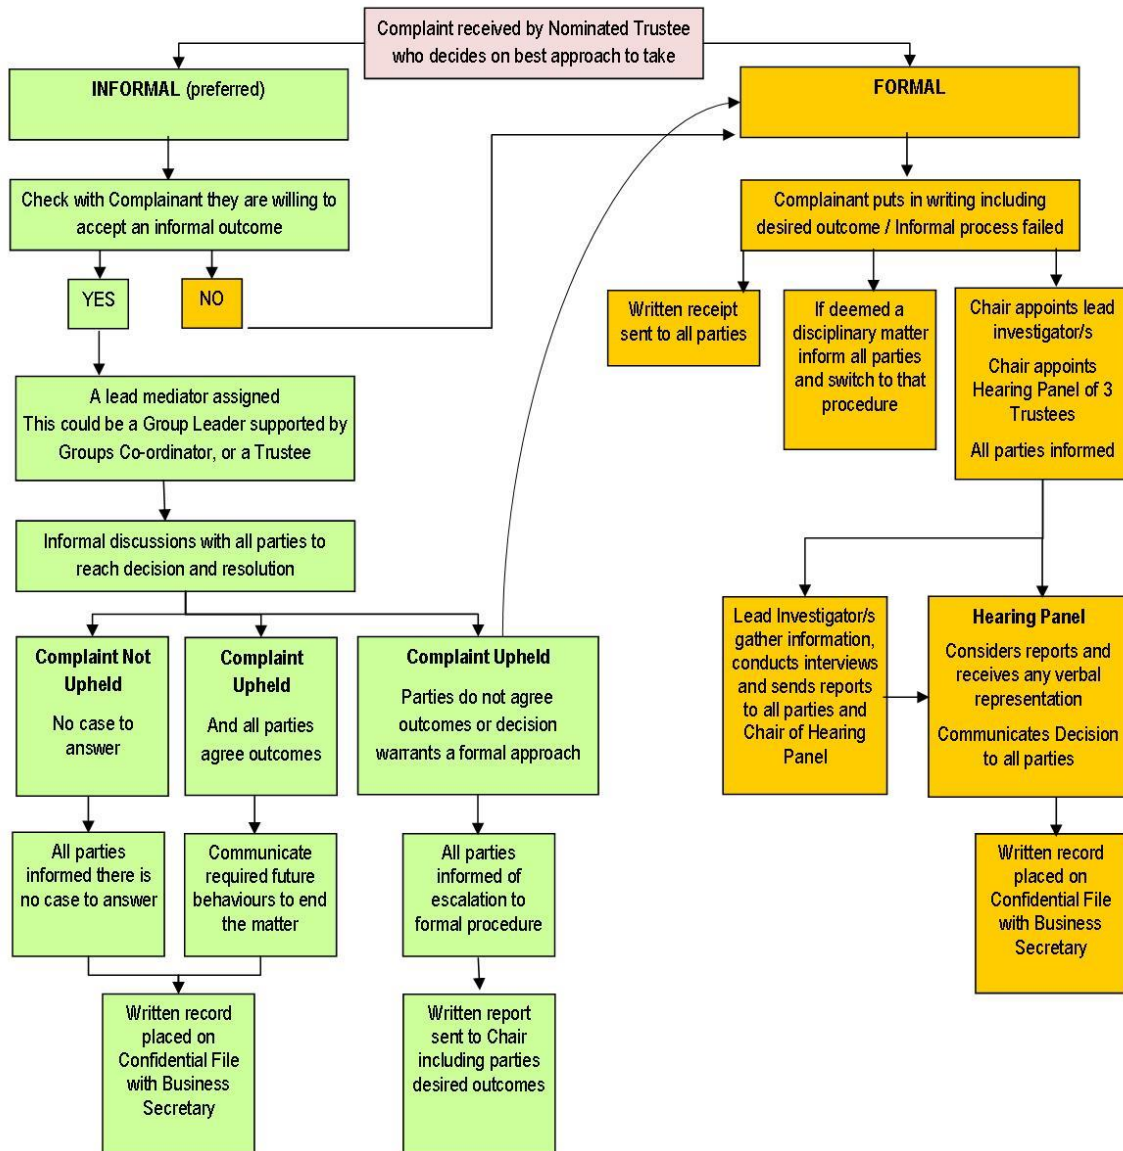 Complaint received by Nominated Trustee
who decides on best approach to take
INFORMAL (preferred)
Check with Complainant they are willing to
accept an informal outcome
YES
NO
A lead mediator assigned
This could be a Group Leader supported by
Groups Co-ordinator, or a Trustee
Informal discussions with all parties to
reach decision and resolution
Complaint Not
Upheld
No case to
answer
Complaint
Upheld
And all parties
agree outcomes
Complaint Upheld
Parties do not agree
outcomes or decision
warrants a formal approach
All parties
informed there is
no case to answer
Communicate
required future
behaviours to end
the matter
All parties
informed of
escalation to
formal procedure
Written record
placed on
Confidential File
with Business
Secretary
Written report
sent to Chair
including parties
desired outcomes
FORMAL
Complainant puts in writing including
desired outcome / Informal process failed
Written receipt
sent to all parties
If deemed a
disciplinary matter
inform all parties
and switch to that
procedure
Chair appoints lead
investigator/s
Chair appoints
Hearing Panel of 3
Trustees
All parties informed
Lead Investigator/s
gather information,
conducts interviews
and sends reports
to all parties and
Chair of Hearing
Panel
Hearing Panel
Considers reports and
receives any verbal
representation
Communicates Decision
to all parties
Written record
placed on
Confidential File
with Business
Secretary